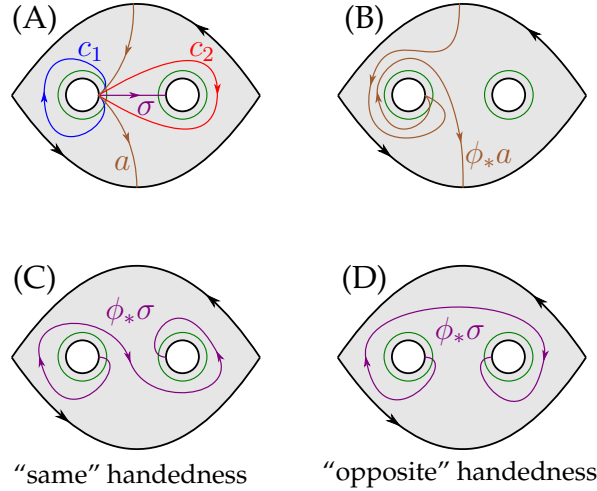 (A)
c₁
c₂
σ
a
(B)
ϕ∗a
(C)
ϕ∗σ
"same" handedness
(D)
ϕ∗σ
"opposite" handedness